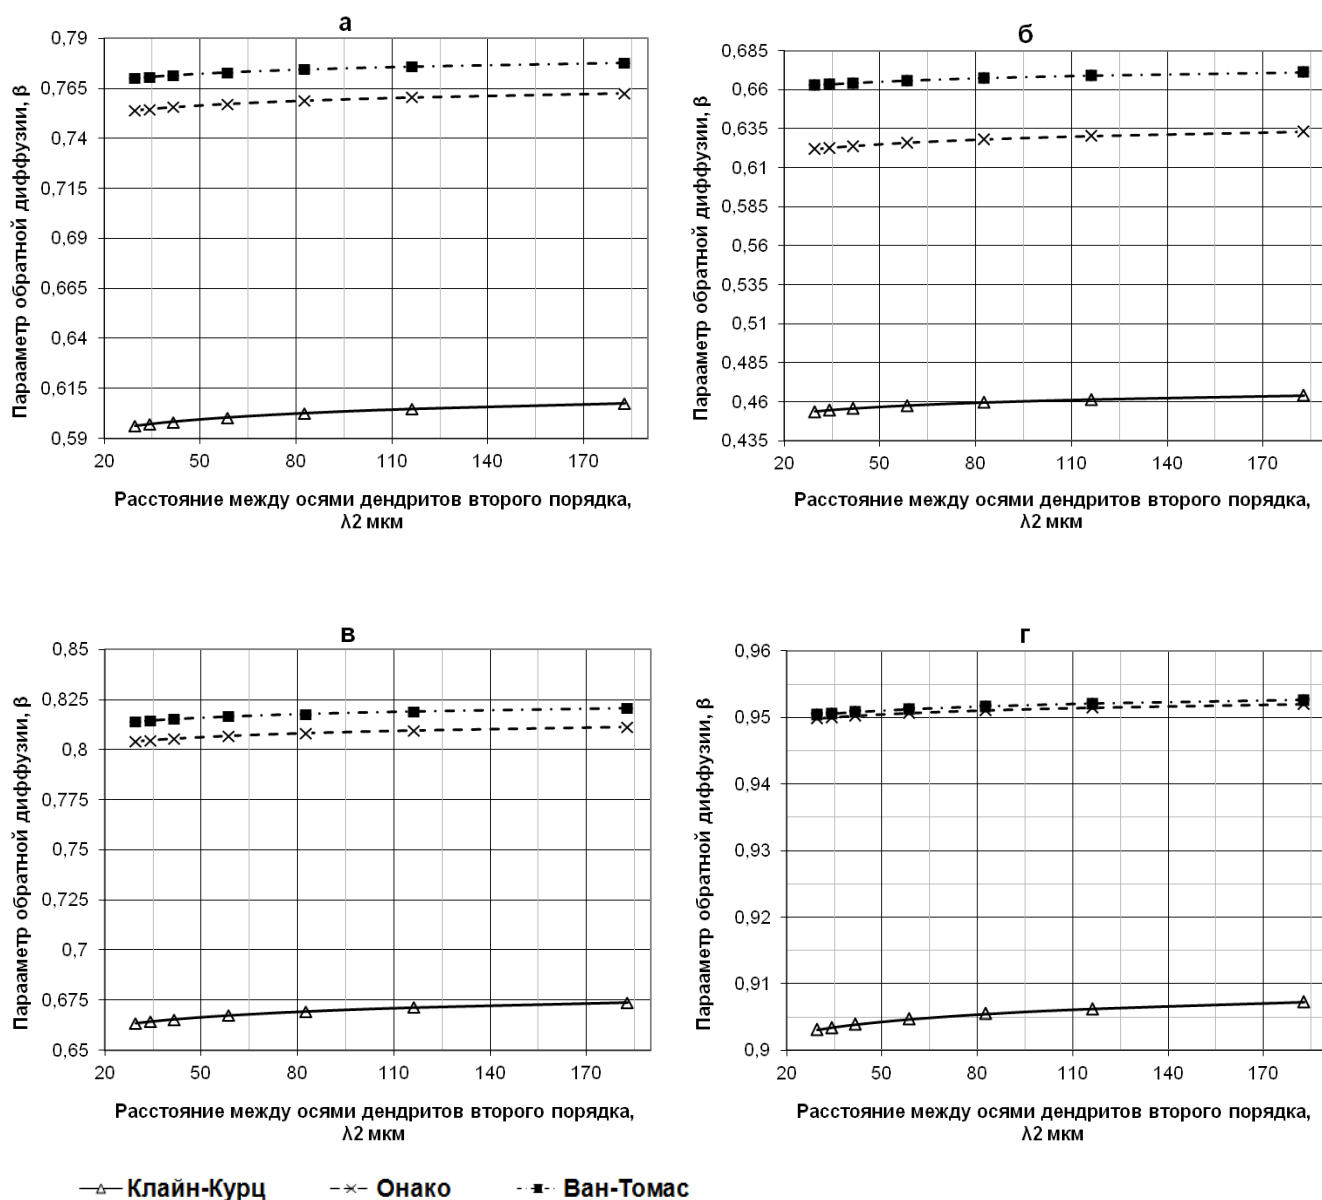 а
Парааметр обратной диффузии, β
0,79
0,765
0,74
0,715
0,69
0,665
0,64
0,615
0,59
20 50 80 110 140 170
Расстояние между осями дендритов второго порядка,
λ2 мкм
б
Парааметр обратной диффузии, β
0,685
0,66
0,635
0,61
0,585
0,56
0,535
0,51
0,485
0,46
0,435
20 50 80 110 140 170
Расстояние между осями дендритов второго порядка,
λ2 мкм
в
Парааметр обратной диффузии, β
0,85
0,825
0,8
0,775
0,75
0,725
0,7
0,675
0,65
20 50 80 110 140 170
Расстояние между осями дендритов второго порядка,
λ2 мкм
г
Парааметр обратной диффузии, β
0,96
0,95
0,94
0,93
0,92
0,91
0,9
20 50 80 110 140 170
Расстояние между осями дендритов второго порядка,
λ2 мкм
Клайн-Курц Онако Ван-Томас